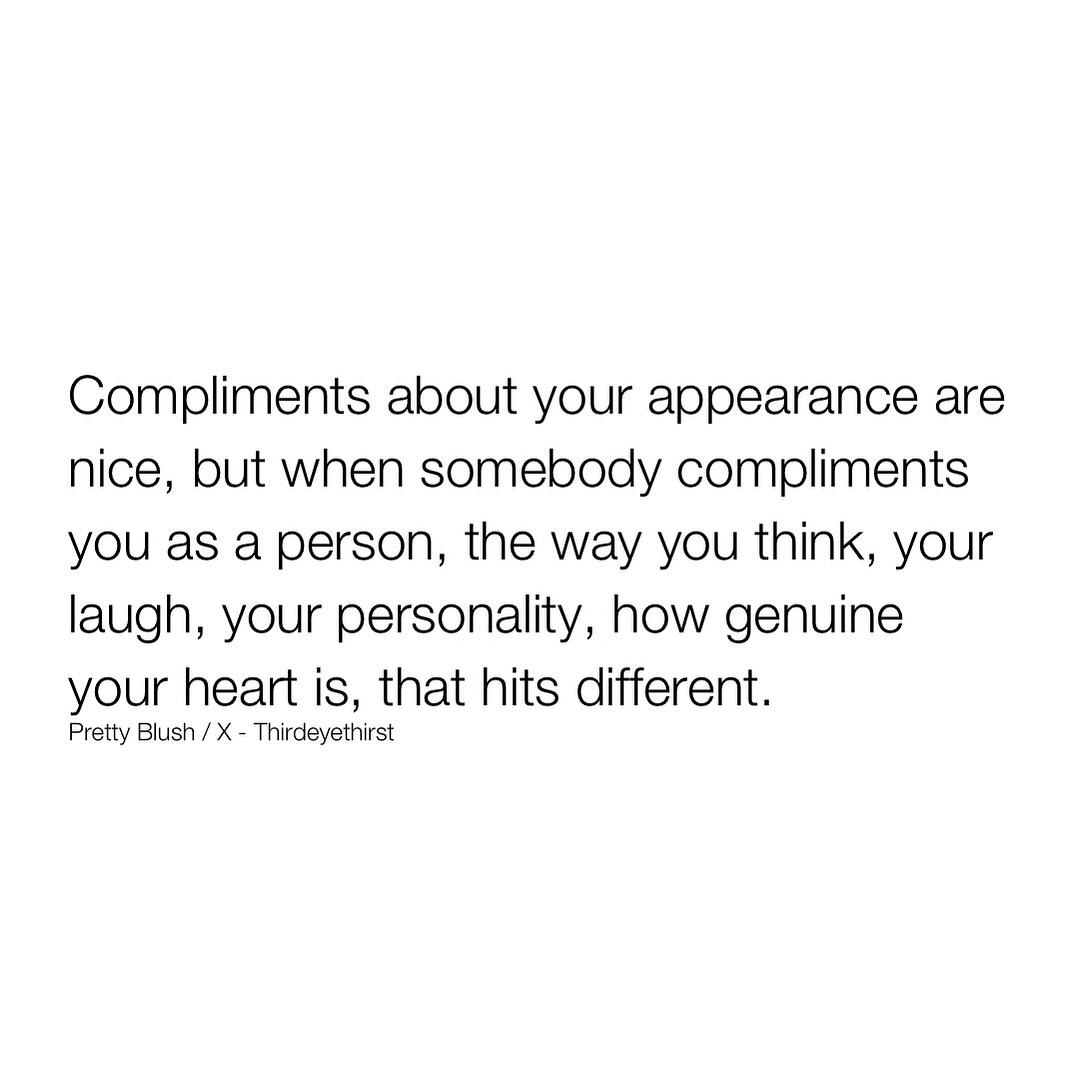 Compliments about your appearance are
nice, but when somebody compliments
you as a person, the way you think, your
laugh, your personality, how genuine
your heart is, that hits different.
Pretty Blush / X - Thirdeyethirst